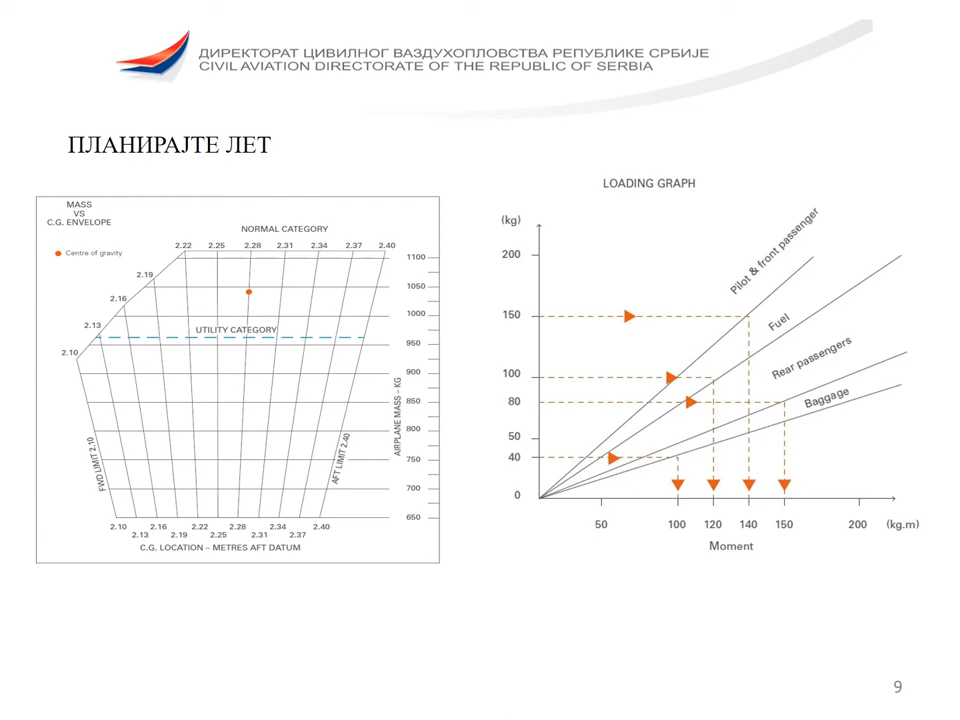 ДИРЕКТОРАТ ЦИВИЛНОГ ВАЗДУХОПЛОВСТВА РЕПУБЛИКЕ СРБИЈЕ
CIVIL AVIATION DIRECTORATE OF THE REPUBLIC OF SERBIA
ПЛАНИРАЈТЕ ЛЕТ
MASS
VS
C.G. ENVELOPE
NORMAL CATEGORY
Centre of gravity
2.22 2.25 2.28 2.31 2.34 2.37 2.40
2.19
2.16
2.13
2.10
UTILITY CATEGORY
1100
1050
1000
950
900
850
800
750
700
650
AIRPLANE MASS – KG
FWD LIMIT 2.10
AFT LIMIT 2.40
2.10 2.16 2.22 2.28 2.34 2.40
2.13 2.19 2.25 2.31 2.37
C.G. LOCATION – METRES AFT DATUM
LOADING GRAPH
(kg)
200
150
100
80
50
40
0
Pilot & front passenger
Fuel
Rear passengers
Baggage
50 100 120 140 150 200 (kg.m)
Moment
9